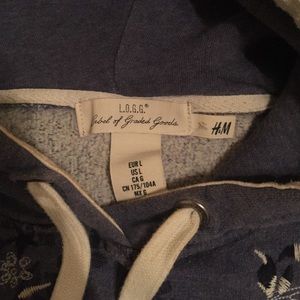 L.O.G.G.®
Label of Graded Goods
H&M
EUR L
US L
CA G
CN 175/104A
MX G